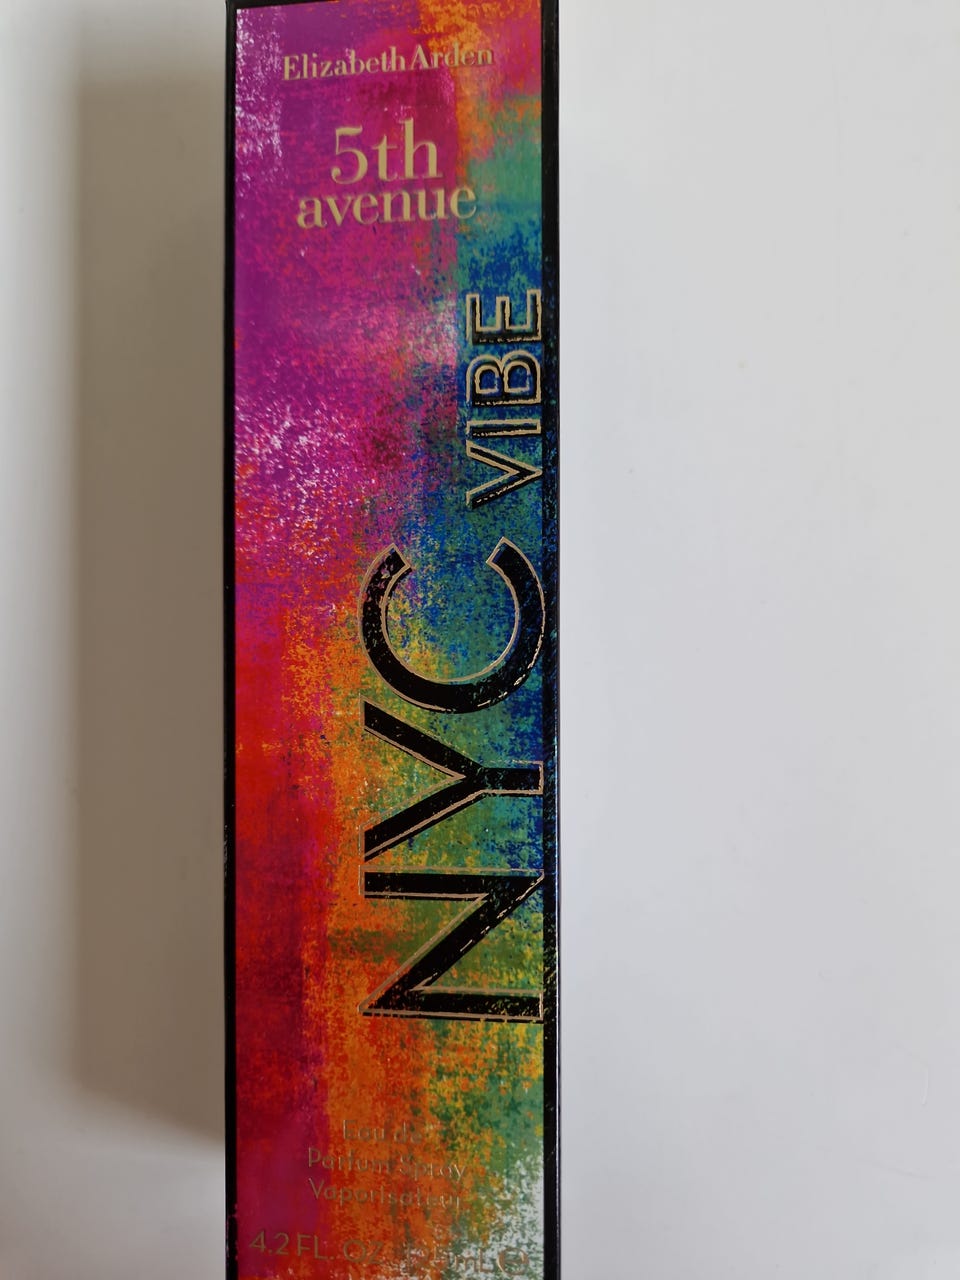 Elizabeth Arden
5th
avenue
NYC VIBE
Eau de
Parfum Spray
Vaporisateur
4.2 FL. OZ.